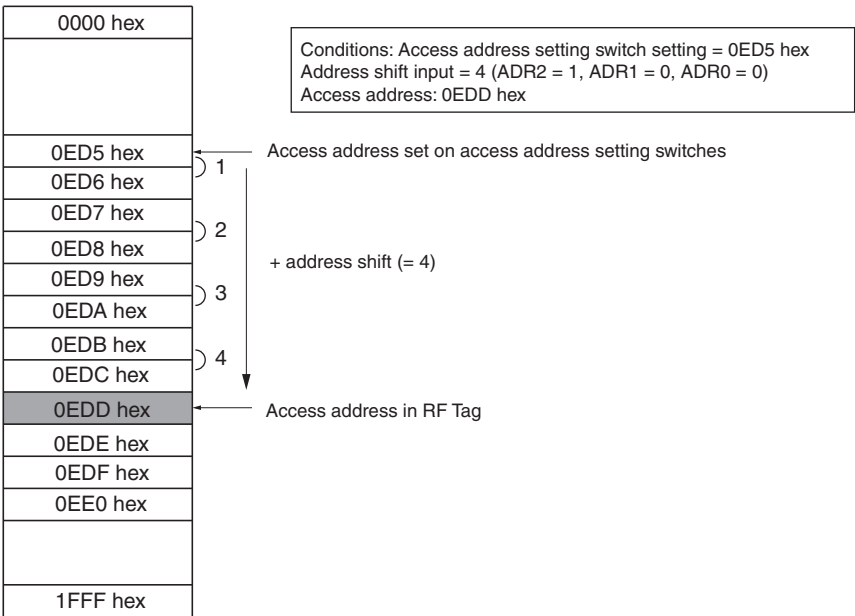 0000 hex
Conditions: Access address setting switch setting = 0ED5 hex
Address shift input = 4 (ADR2 = 1, ADR1 = 0, ADR0 = 0)
Access address: 0EDD hex
0ED5 hex
Access address set on access address setting switches
1
0ED6 hex
0ED7 hex
2
0ED8 hex
+ address shift (= 4)
0ED9 hex
3
0EDA hex
0EDB hex
4
0EDC hex
0EDD hex
Access address in RF Tag
0EDE hex
0EDF hex
0EE0 hex
1FFF hex